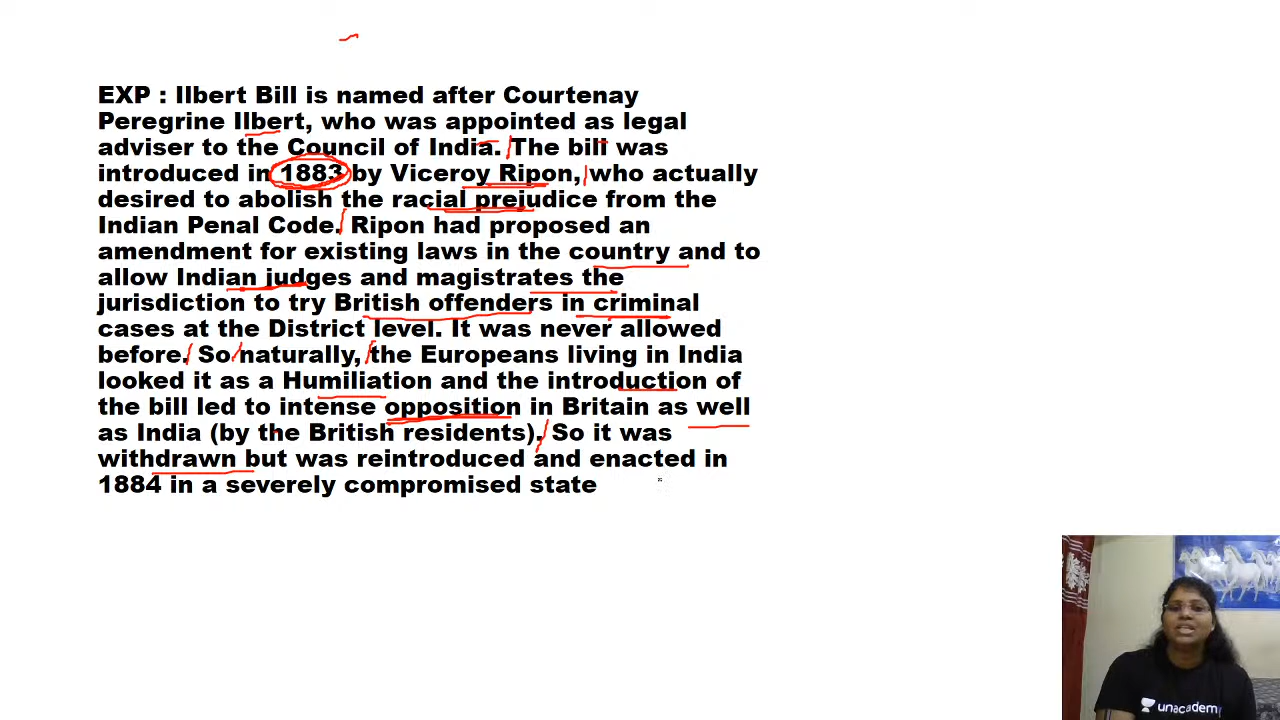 EXP : Ilbert Bill is named after Courtenay
Peregrine Ilbert, who was appointed as legal
adviser to the Council of India. The bill was
introduced in 1883 by Viceroy Ripon, who actually
desired to abolish the racial prejudice from the
Indian Penal Code. Ripon had proposed an
amendment for existing laws in the country and to
allow Indian judges and magistrates the
jurisdiction to try British offenders in criminal
cases at the District level. It was never allowed
before. So naturally, the Europeans living in India
looked it as a Humiliation and the introduction of
the bill led to intense opposition in Britain as well
as India (by the British residents). So it was
withdrawn but was reintroduced and enacted in
1884 in a severely compromised state
unacademy